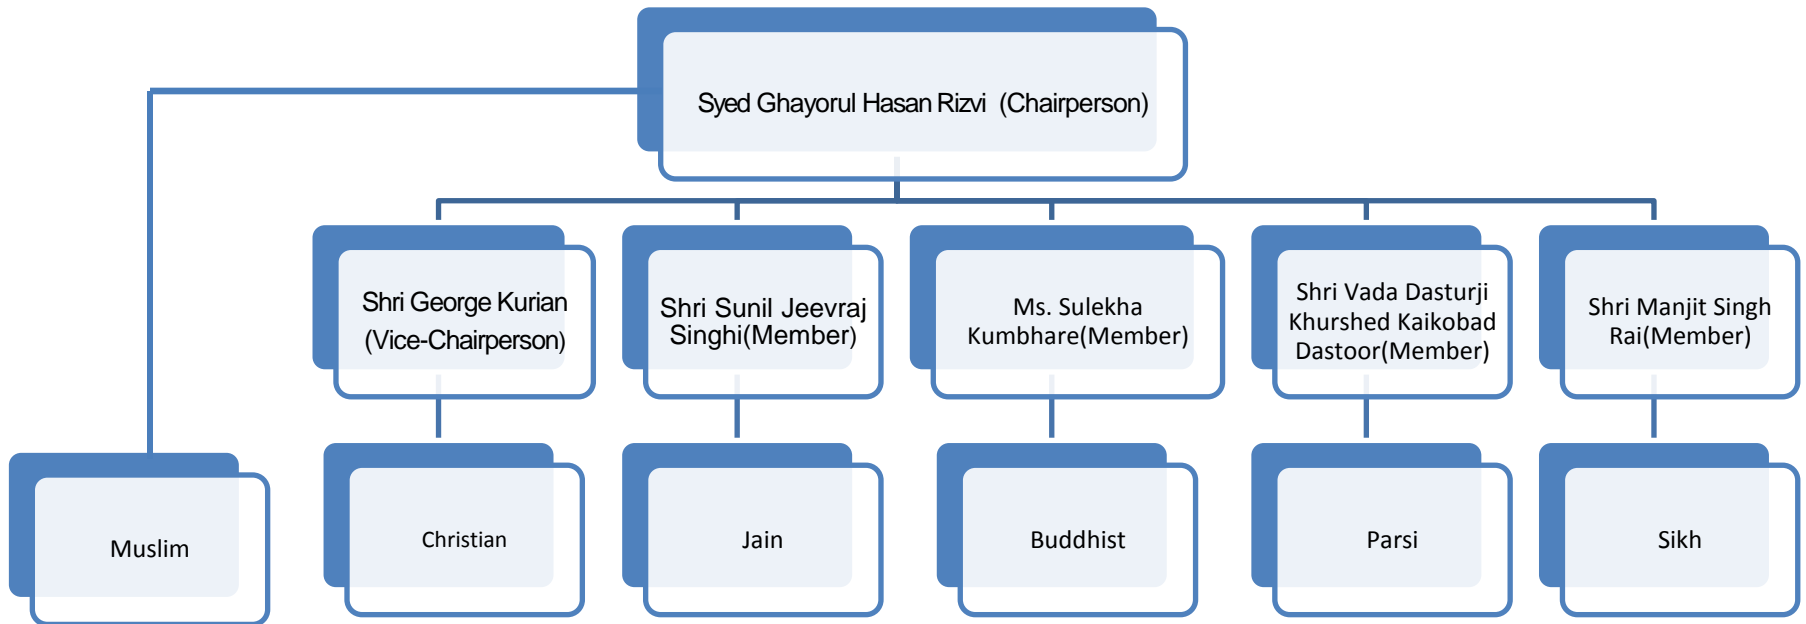 Syed Ghayorul Hasan Rizvi (Chairperson)
Shri George Kurian
(Vice-Chairperson)
Shri Sunil Jeevraj
Singhi(Member)
Ms. Sulekha
Kumbhare(Member)
Shri Vada Dasturji
Khurshed Kaikobad
Dastoor(Member)
Shri Manjit Singh
Rai(Member)
Muslim
Christian
Jain
Buddhist
Parsi
Sikh